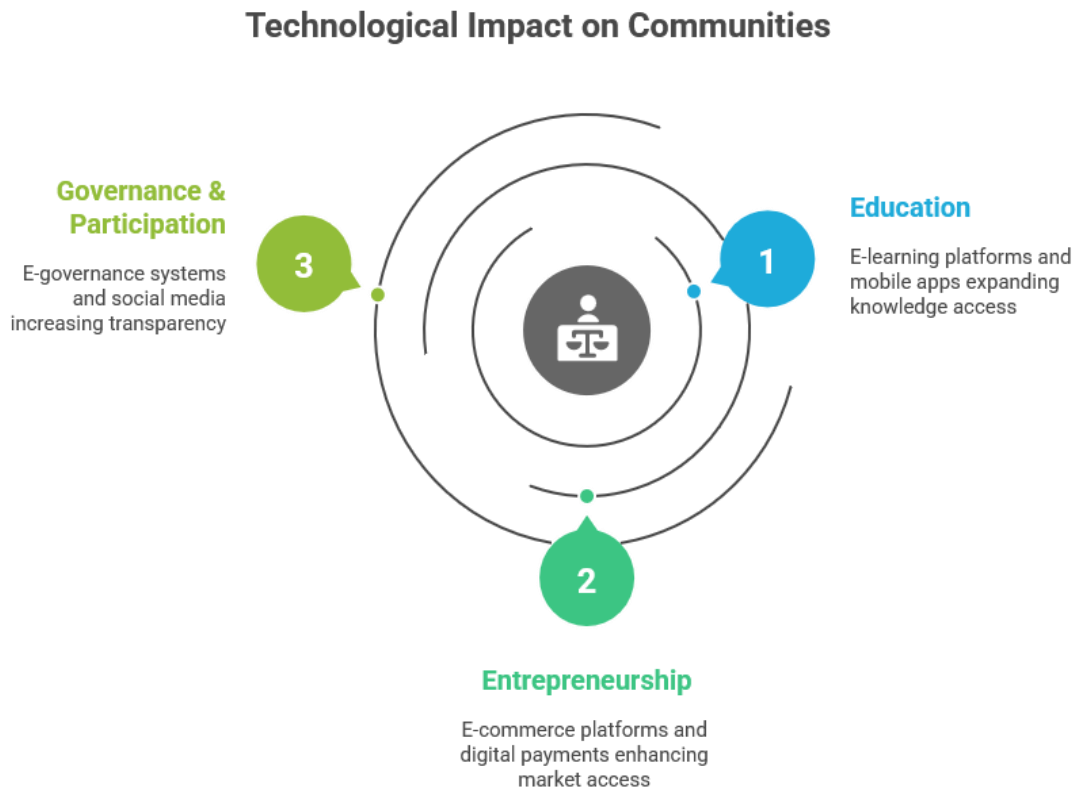 Technological Impact on Communities
Governance &
Participation
E-governance systems
and social media
increasing transparency
3
1
Education
E-learning platforms and
mobile apps expanding
knowledge access
2
Entrepreneurship
E-commerce platforms and
digital payments enhancing
market access